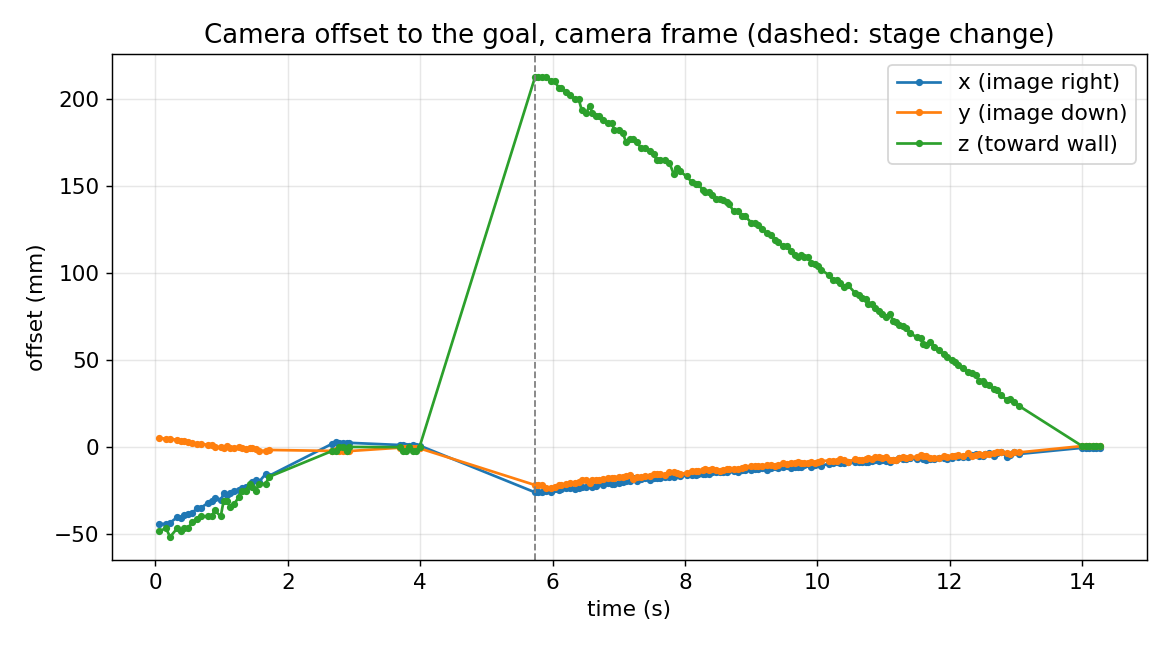 Camera offset to the goal, camera frame (dashed: stage change)
x (image right)
y (image down)
z (toward wall)
offset (mm)
200
150
100
50
0
−50
0 2 4 6 8 10 12 14
time (s)